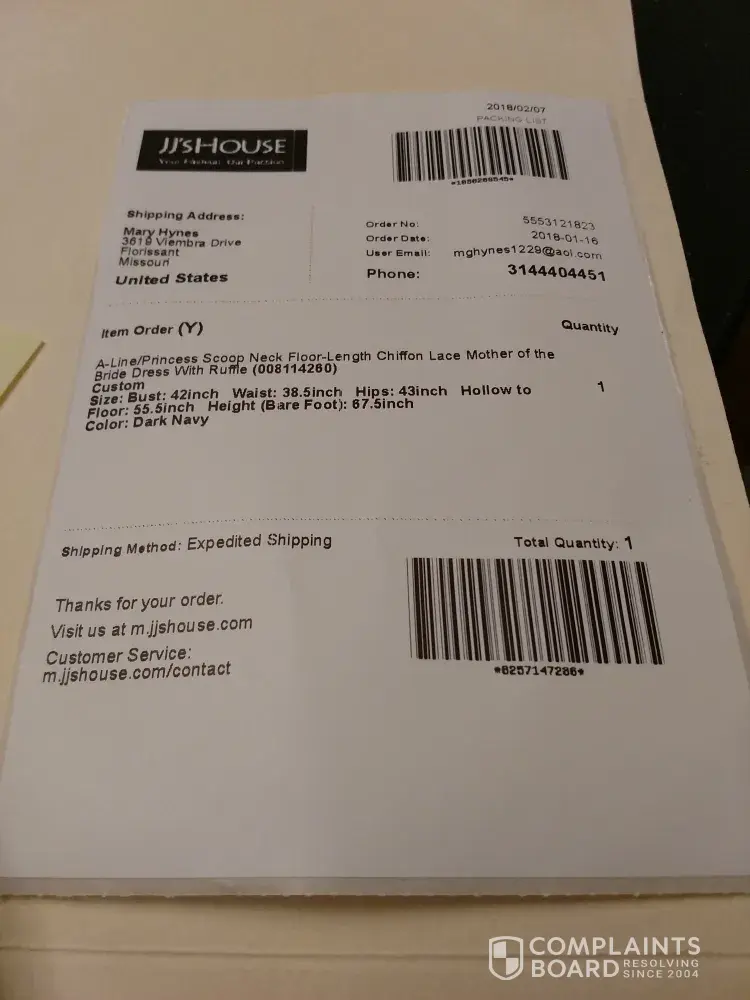 2018/02/07
PACKING LIST
JJ'SHOUSE
Your Fashion. Our Passion
Shipping Address:
Mary Hynes
3619 Viembra Drive
Florissant
Missouri
United States
Order No: 5553121823
Order Date: 2018-01-16
User Email: mghynes1229@aol.com
Phone: 3144404451
Item Order (Y) Quantity
A-Line/Princess Scoop Neck Floor-Length Chiffon Lace Mother of the
Bride Dress With Ruffle (008114260)
Custom
Size: Bust: 42inch Waist: 38.5inch Hips: 43inch Hollow to 1
Floor: 55.5inch Height (Bare Foot): 67.5inch
Color: Dark Navy
Shipping Method: Expedited Shipping Total Quantity: 1
Thanks for your order.
Visit us at m.jjshouse.com
Customer Service:
m.jjshouse.com/contact
*6257147286*
COMPLAINTS
BOARD RESOLVING
SINCE 2004